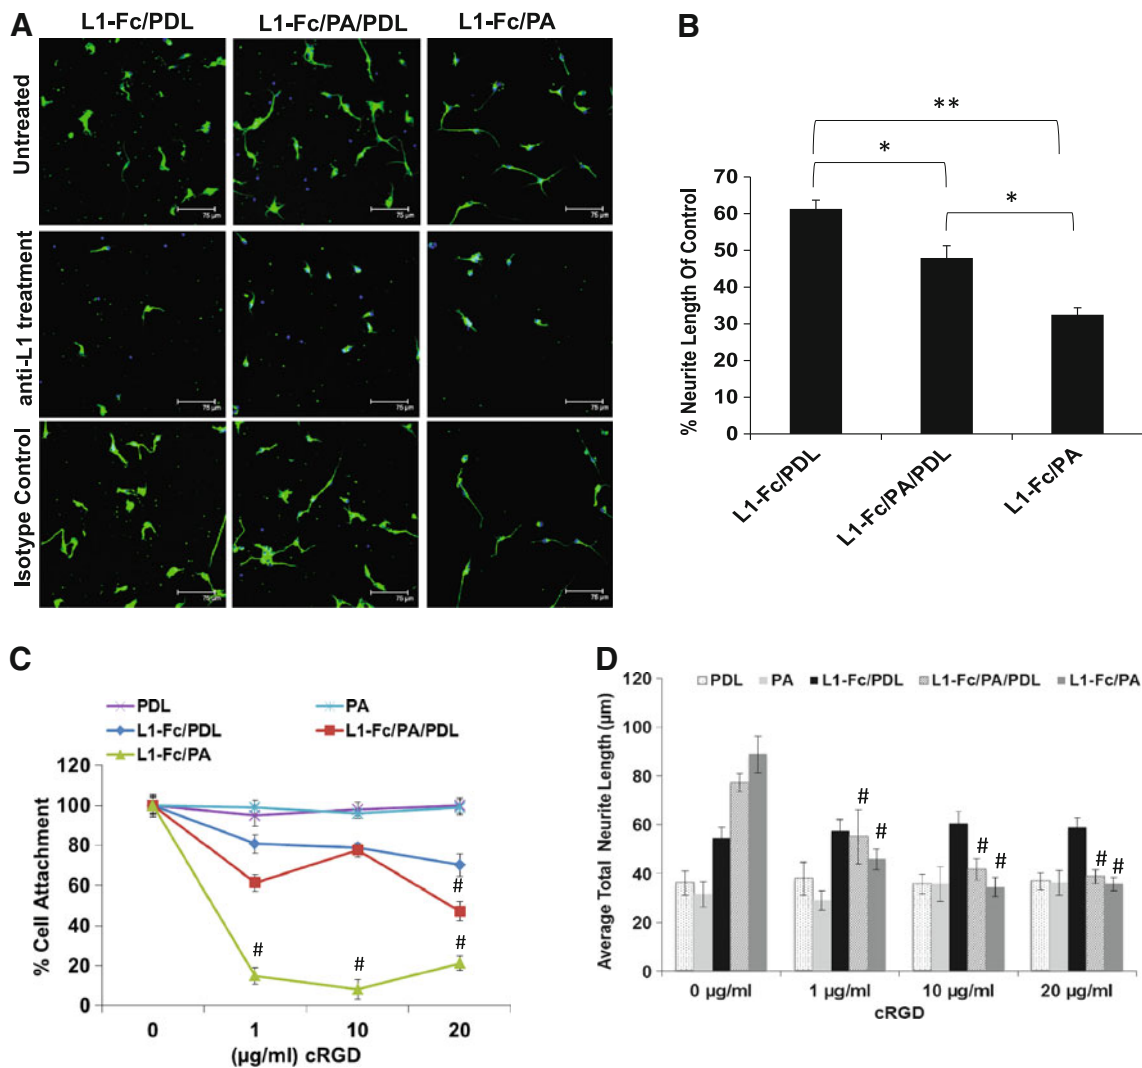 A
L1-Fc/PDL
L1-Fc/PA/PDL
L1-Fc/PA
Untreated
75 µm
75 µm
75 µm
anti-L1 treatment
75 µm
75 µm
75 µm
Isotype Control
75 µm
75 µm
75 µm
B
**
*
*
% Neurite Length Of Control
70
60
50
40
30
20
10
0
L1-Fc/PDL
L1-Fc/PA/PDL
L1-Fc/PA
C
PDL
PA
L1-Fc/PDL
L1-Fc/PA/PDL
L1-Fc/PA
% Cell Attachment
120
100
80
60
40
20
0
#
#
#
#
0
1
10
20
(µg/ml) cRGD
D
PDL
PA
L1-Fc/PDL
L1-Fc/PA/PDL
L1-Fc/PA
Average Total Neurite Length (µm)
120
100
80
60
40
20
0
#
#
#
#
#
#
0 µg/ml
1 µg/ml
10 µg/ml
20 µg/ml
cRGD